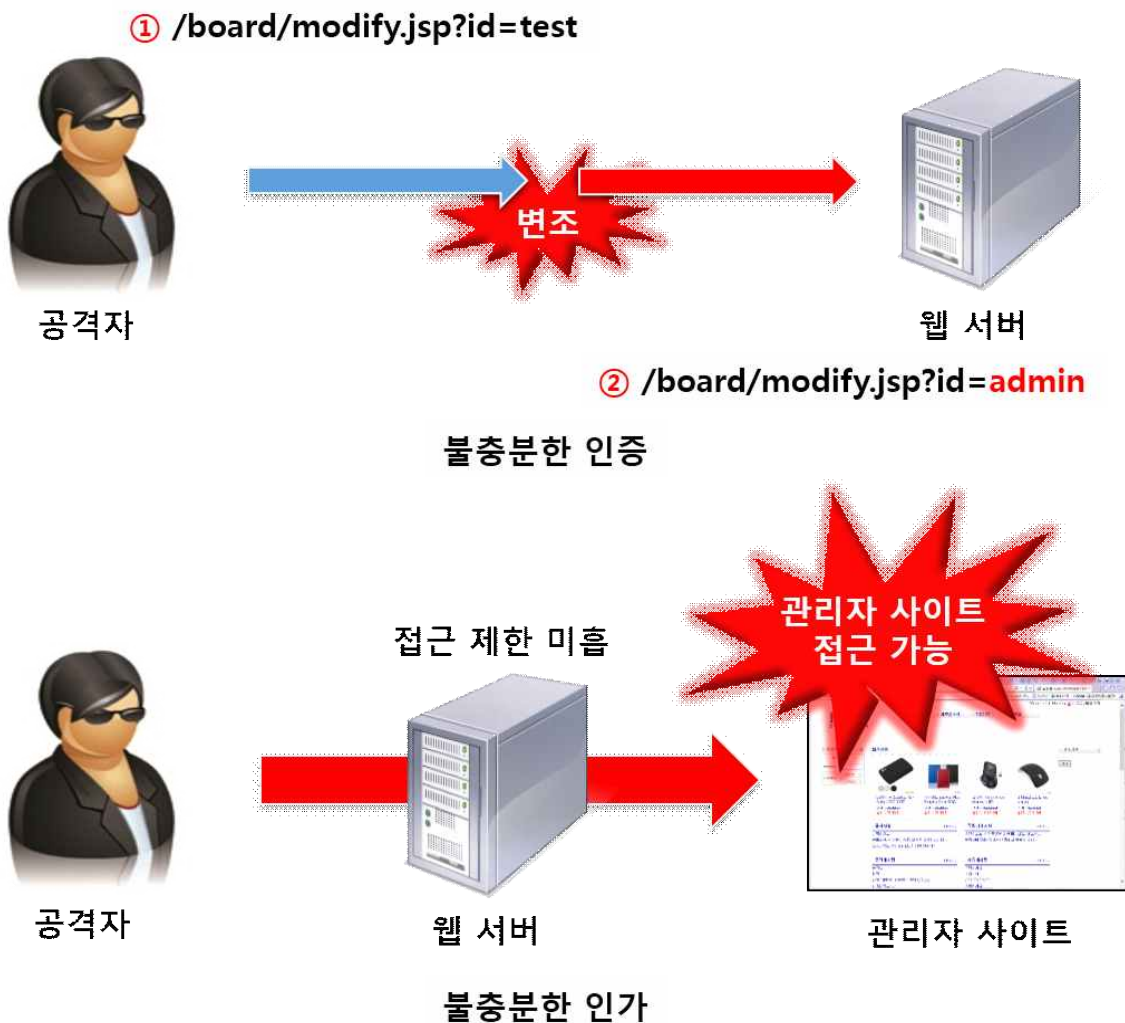 ① /board/modify.jsp?id=test
변조
공격자
웹 서버
② /board/modify.jsp?id=admin
불충분한 인증
관리자 사이트
접근 가능
접근 제한 미흡
공격자
웹 서버
관리자 사이트
불충분한 인가